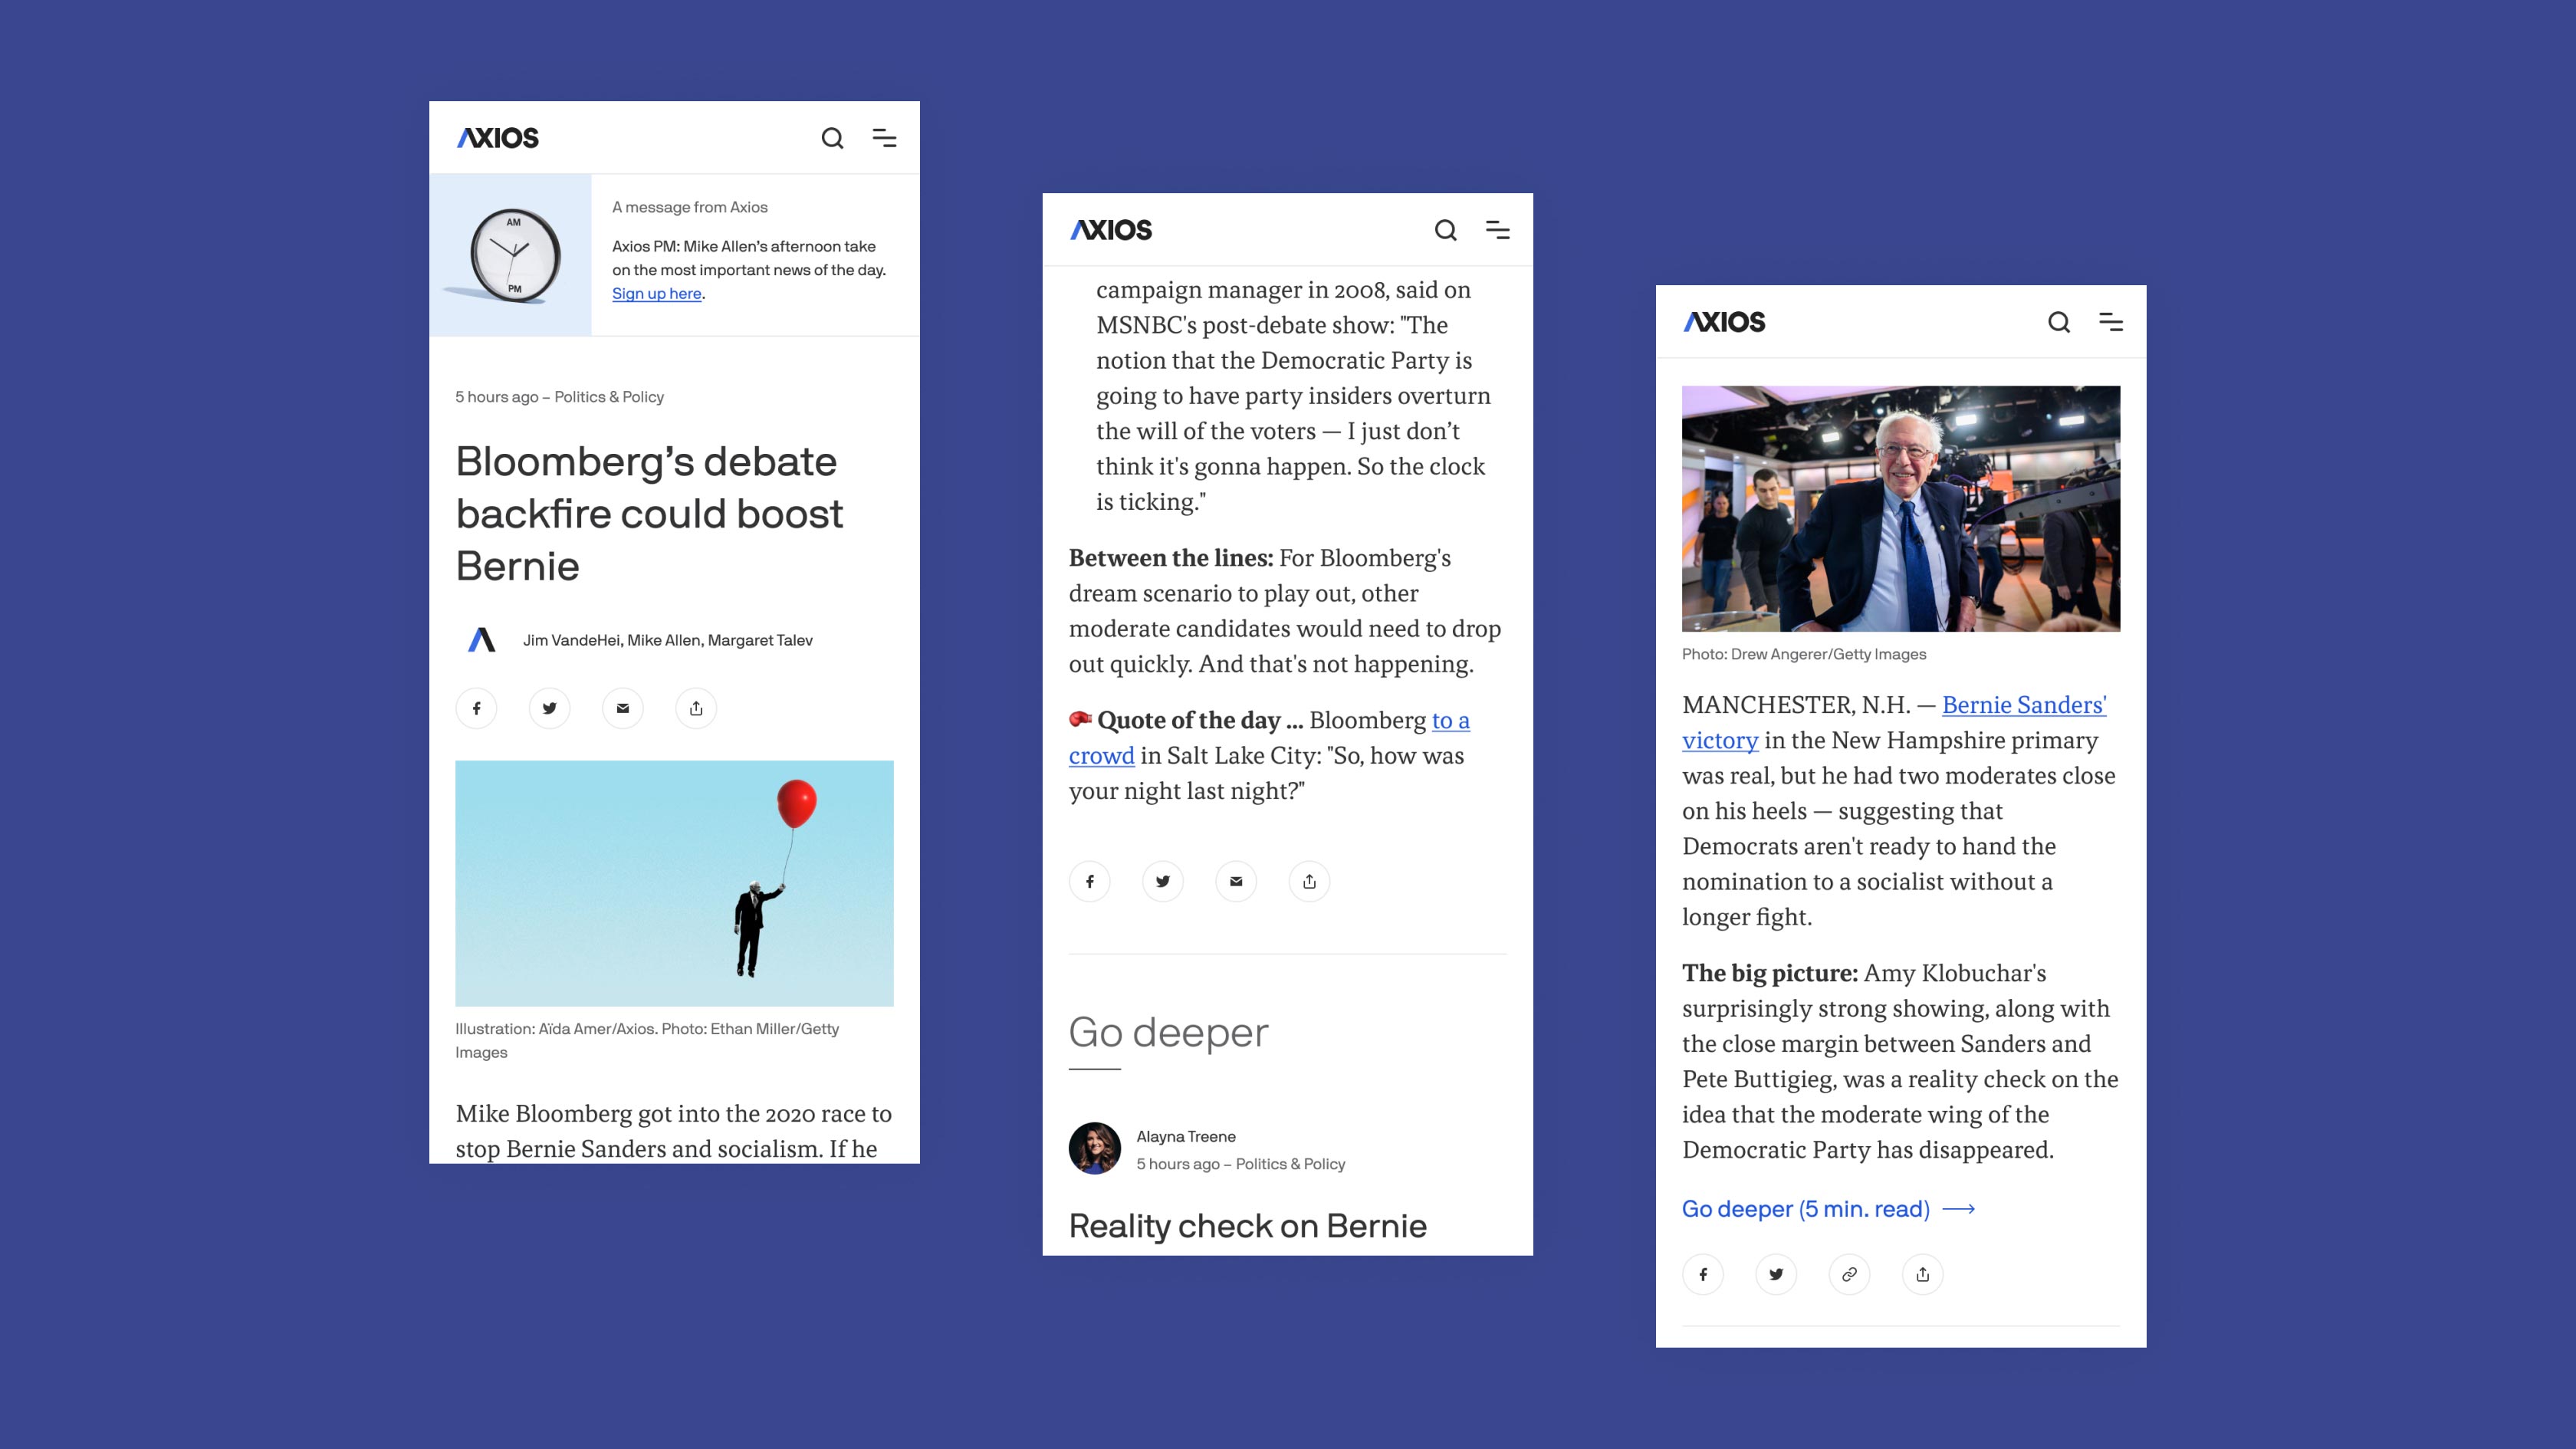 AXIOS
AM
PM
A message from Axios
Axios PM: Mike Allen’s afternoon take
on the most important news of the day.
Sign up here.
5 hours ago – Politics & Policy
Bloomberg’s debate
backfire could boost
Bernie
Jim VandeHei, Mike Allen, Margaret Talev
Illustration: Aïda Amer/Axios. Photo: Ethan Miller/Getty
Images
Mike Bloomberg got into the 2020 race to
stop Bernie Sanders and socialism. If he
AXIOS
campaign manager in 2008, said on
MSNBC's post-debate show: "The
notion that the Democratic Party is
going to have party insiders overturn
the will of the voters — I just don’t
think it's gonna happen. So the clock
is ticking."
Between the lines: For Bloomberg's
dream scenario to play out, other
moderate candidates would need to drop
out quickly. And that's not happening.
🥊 Quote of the day ... Bloomberg to a
crowd in Salt Lake City: "So, how was
your night last night?"
Go deeper
Alayna Treene
5 hours ago – Politics & Policy
Reality check on Bernie
AXIOS
Photo: Drew Angerer/Getty Images
MANCHESTER, N.H. — Bernie Sanders'
victory in the New Hampshire primary
was real, but he had two moderates close
on his heels — suggesting that
Democrats aren't ready to hand the
nomination to a socialist without a
longer fight.
The big picture: Amy Klobuchar's
surprisingly strong showing, along with
the close margin between Sanders and
Pete Buttigieg, was a reality check on the
idea that the moderate wing of the
Democratic Party has disappeared.
Go deeper (5 min. read) →